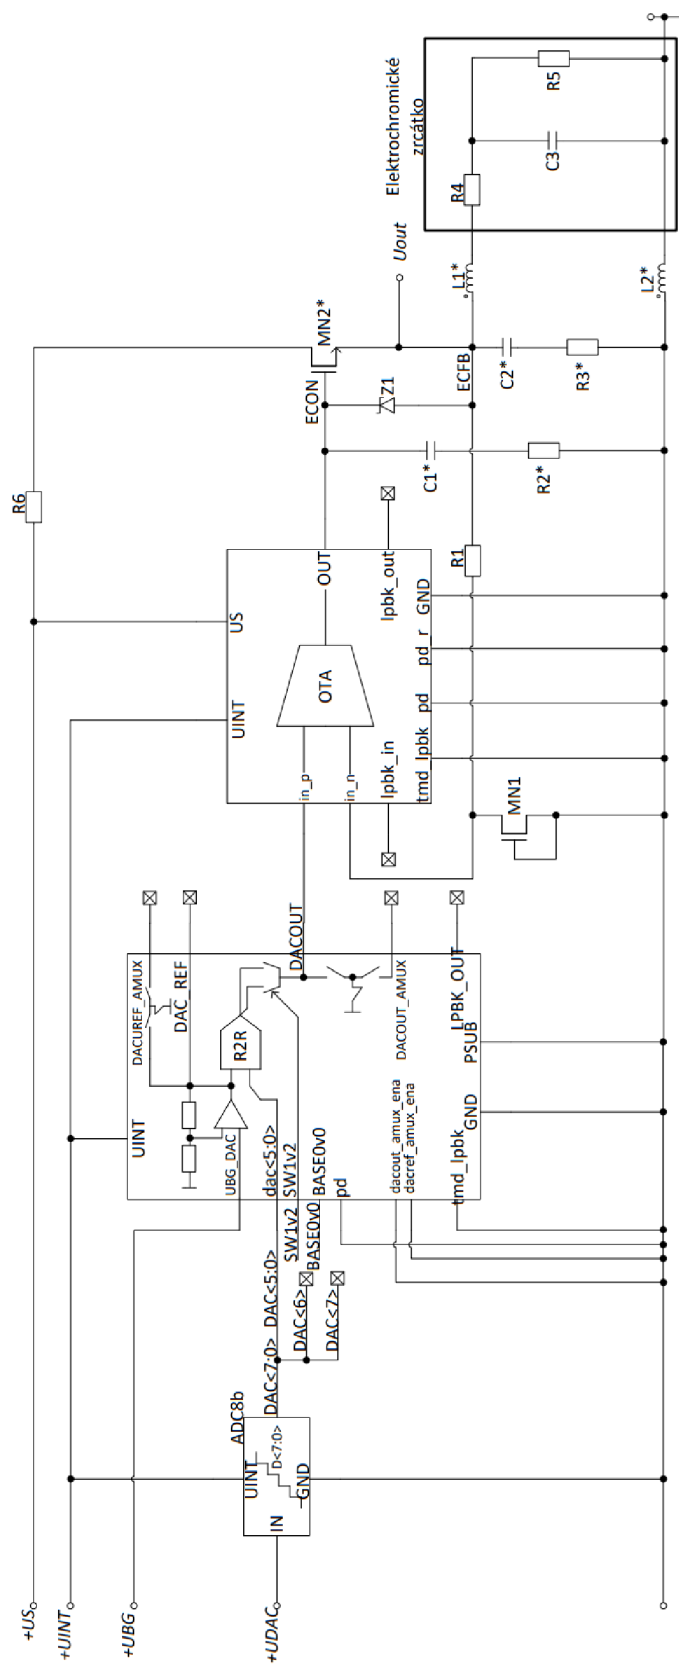 +US
+UINT
+UBG
+UDAC
ADC8b
UINT
D<7:0>
GND
IN
DAC<7:0>
DAC<5:0>
DAC<6>
DAC<7>
SW1v2
BASE0v0
UINT
DACUREF_AMUX
DAC_REF
UBG_DAC
R2R
dac<5:0>
SW1v2
BASE0v0
pd
DACOUT
DACOUT_AMUX
dacout_amux_ena
dacref_amux_ena
tmd_lpbk
GND
PSUB
LPBK_OUT
UINT
US
in_p
in_n
OTA
OUT
lpbk_in
lpbk_out
tmd_lpbk
pd
pd_r
GND
MN1
R1
R6
ECON
MN2*
Z1
C1*
R2*
ECFB
C2*
R3*
Uout
L1*
L2*
Elektrochromické
zrcátko
R4
C3
R5